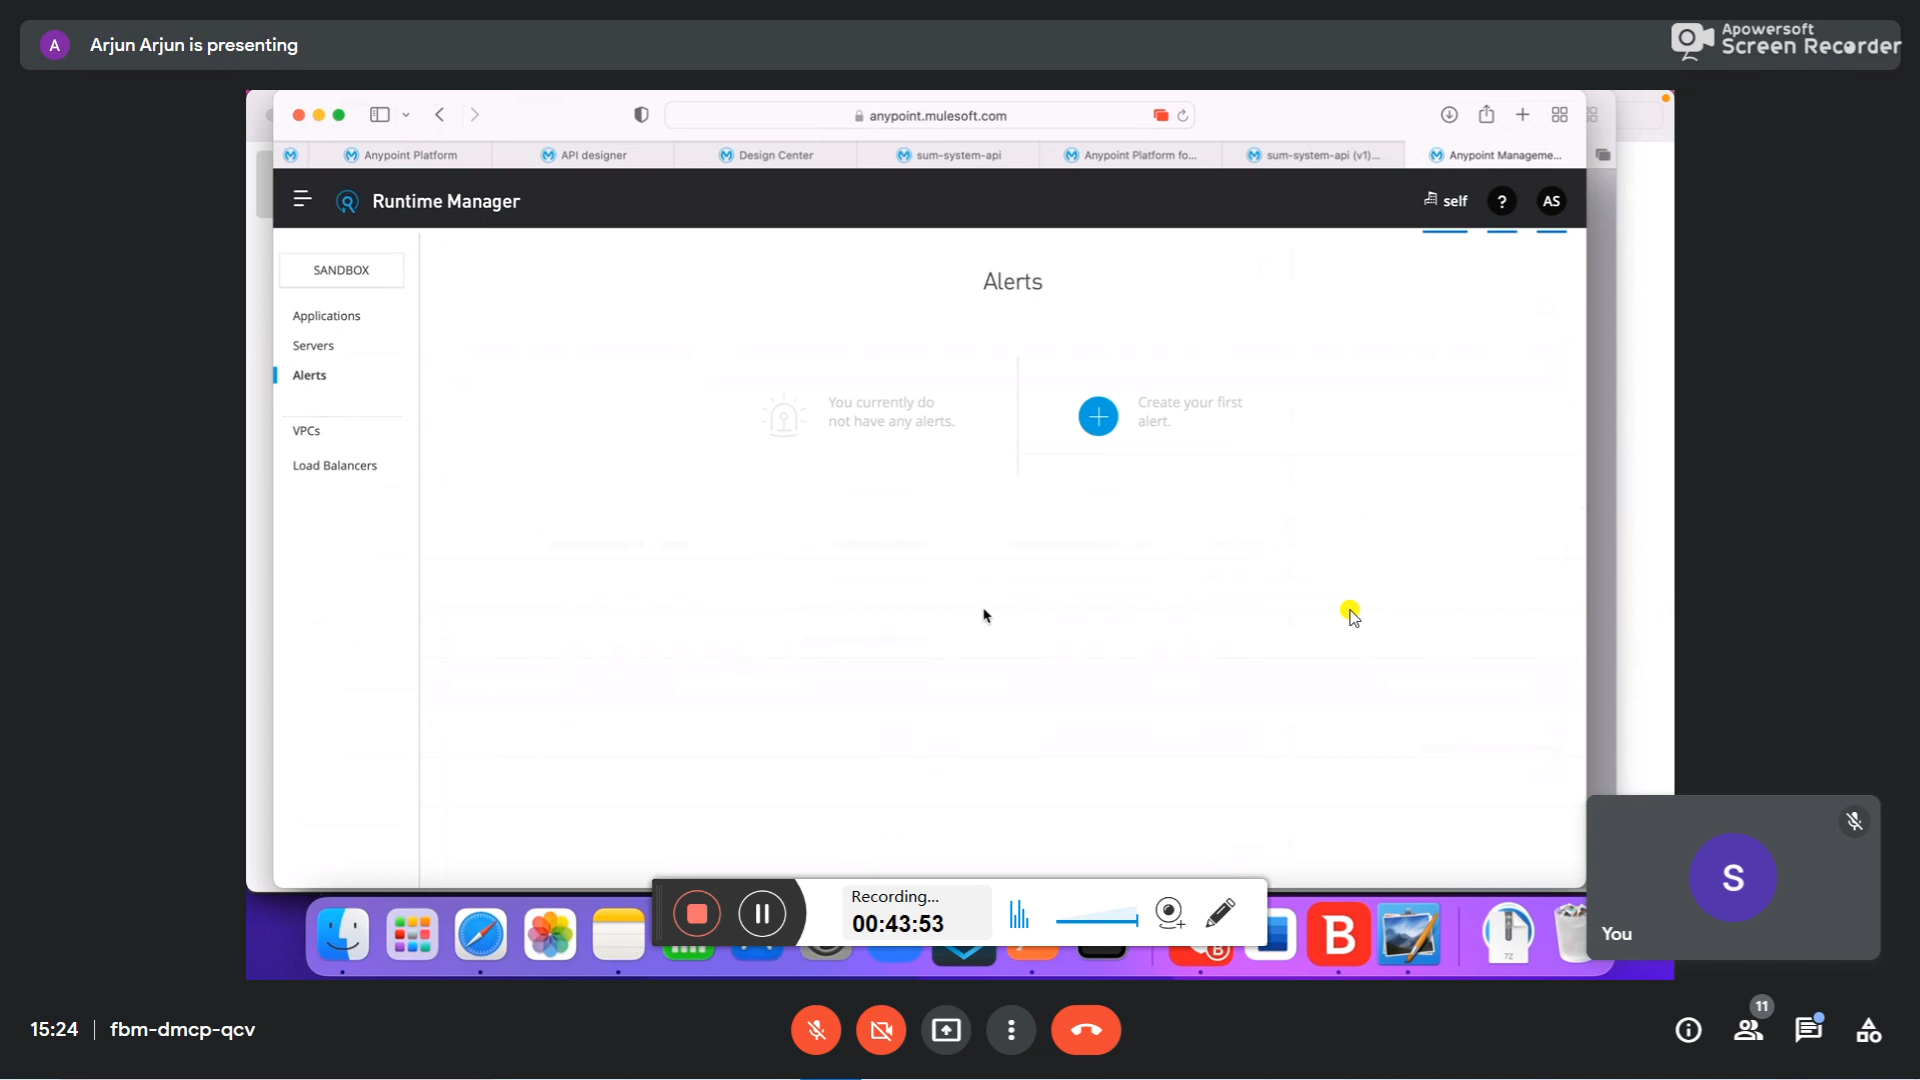 A
Arjun Arjun is presenting
Apowersoft
Screen Recorder
anypoint.mulesoft.com
Anypoint Platform
API designer
Design Center
sum-system-api
Anypoint Platform fo...
sum-system-api (v1)...
Anypoint Manageme...
Runtime Manager
self
?
AS
SANDBOX
Applications
Servers
Alerts
VPCs
Load Balancers
Alerts
You currently do
not have any alerts.
Create your first
alert.
Recording...
00:43:53
B
B
7Z
S
You
15:24
fbm-dmcp-qcv
11